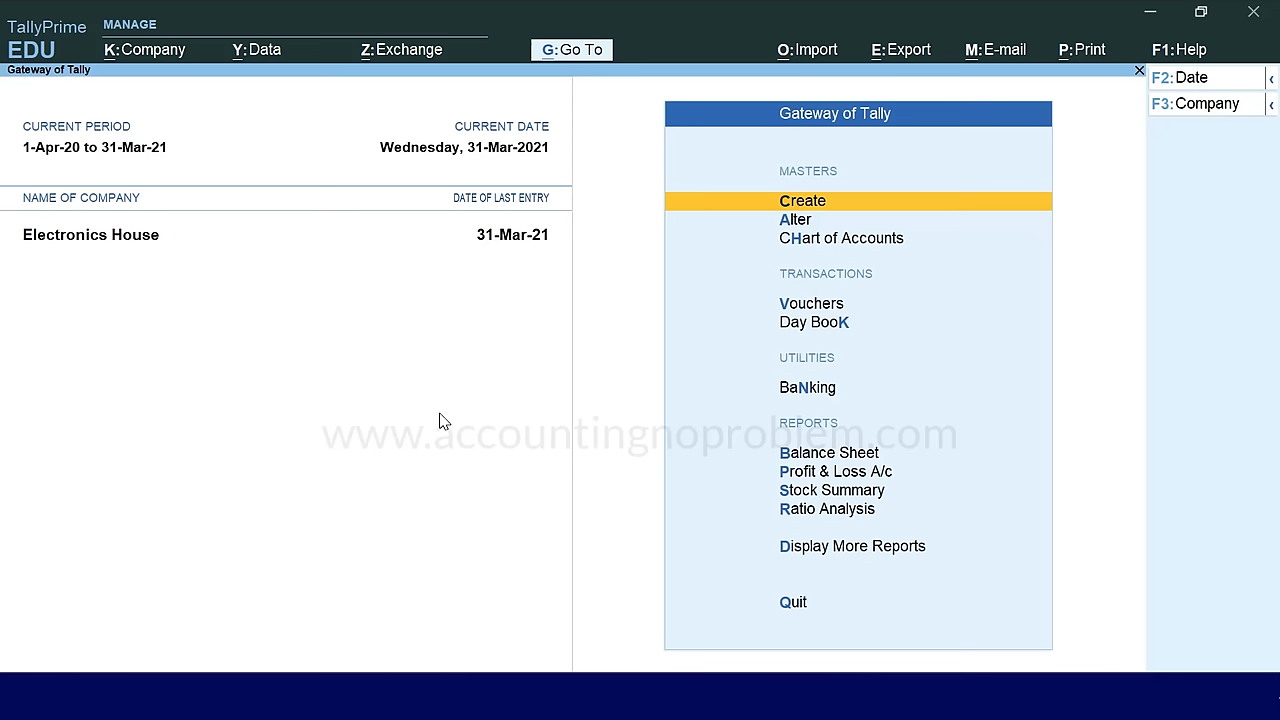 TallyPrime
EDU
MANAGE
K:Company Y:Data Z:Exchange G:Go To O:Import E:Export M:E-mail P:Print F1:Help
Gateway of Tally
F2:Date
F3:Company
CURRENT PERIOD CURRENT DATE
1-Apr-20 to 31-Mar-21 Wednesday, 31-Mar-2021
NAME OF COMPANY DATE OF LAST ENTRY
Electronics House 31-Mar-21
Gateway of Tally
MASTERS
Create
Alter
CHart of Accounts
TRANSACTIONS
Vouchers
Day BooK
UTILITIES
BaNking
REPORTS
Balance Sheet
Profit & Loss A/c
Stock Summary
Ratio Analysis
Display More Reports
Quit
www.accountingnoproblem.com